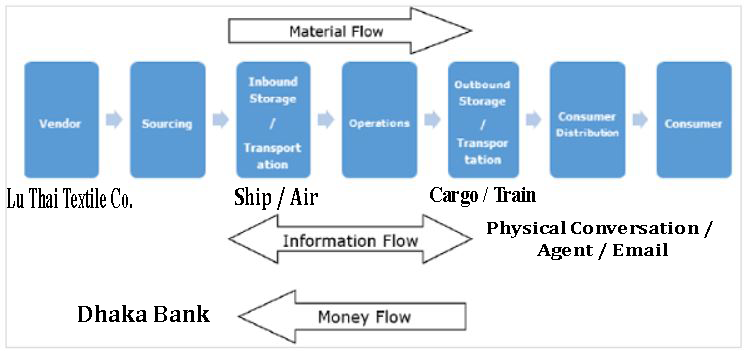 Material Flow
Vendor
Sourcing
Inbound
Storage
/
Transport
ation
Operations
Outbound
Storage
/
Transpor
tation
Consumer
Distribution
Consumer
Lu Thai Textile Co.
Ship / Air
Cargo / Train
Information Flow
Physical Conversation /
Agent / Email
Dhaka Bank
Money Flow